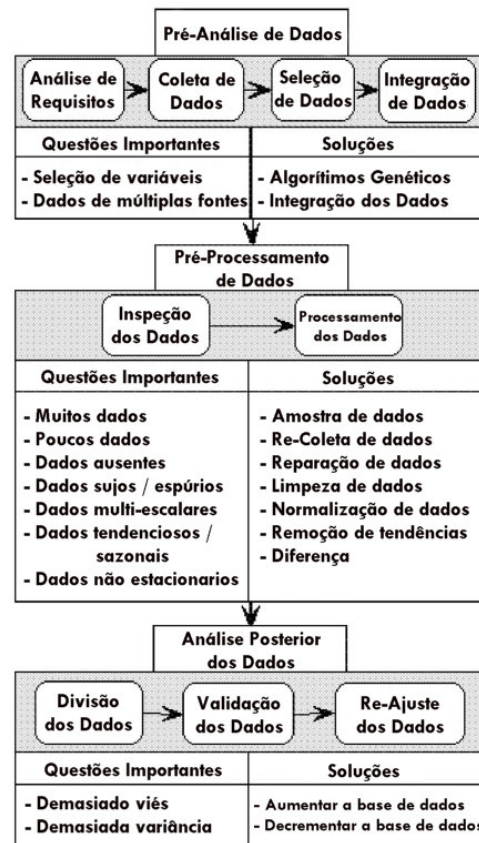 Pré-Análise de Dados
Análise de
Requisitos
Coleta de
Dados
Seleção
de Dados
Integração
de Dados
Questões Importantes
- Seleção de variáveis
- Dados de múltiplas fontes
Soluções
- Algorítimos Genéticos
- Integração dos Dados
Pré-Processamento
de Dados
Inspeção
dos Dados
Processamento
dos Dados
Questões Importantes
- Muitos dados
- Poucos dados
- Dados ausentes
- Dados sujos / espúrios
- Dados multi-escalares
- Dados tendenciosos /
sazonais
- Dados não estacionarios
Soluções
- Amostra de dados
- Re-Coleta de dados
- Reparação de dados
- Limpeza de dados
- Normalização de dados
- Remoção de tendências
- Diferença
Análise Posterior
dos Dados
Divisão
dos Dados
Validação
dos Dados
Re-Ajuste
dos Dados
Questões Importantes
- Demasiado viés
- Demasiada variância
Soluções
- Aumentar a base de dados
- Decrementar a base de dados